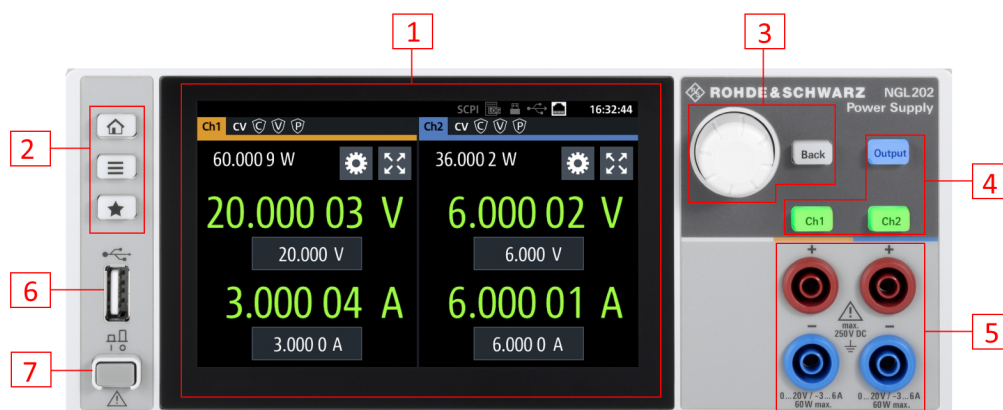 1
3
2
4
6
5
7
ROHDE & SCHWARZ NGL202
Power Supply
SCPI 16:32:44
Ch1 CV C V P
Ch2 CV C V P
60.000 9 W
36.000 2 W
20.000 03 V
6.000 02 V
20.000 V
6.000 V
3.000 04 A
6.000 01 A
3.000 0 A
6.000 0 A
Back
Output
Ch1
Ch2
+ +
max.
250V DC
- -
0...20V / -3...6A
60W max.
0...20V / -3...6A
60W max.